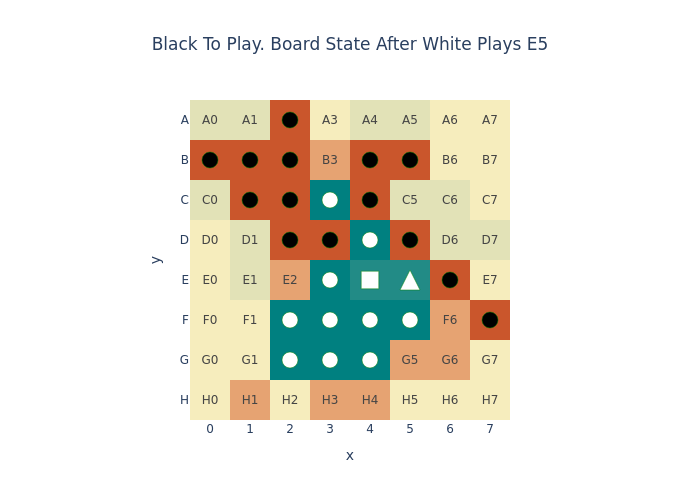 Black To Play. Board State After White Plays E5
A A0 A1 A3 A4 A5 A6 A7
B B3 B6 B7
C C0 C5 C6 C7
D D0 D1 D6 D7
E E0 E1 E2 E7
F F0 F1 F6
G G0 G1 G5 G6 G7
H H0 H1 H2 H3 H4 H5 H6 H7
0 1 2 3 4 5 6 7
x
y